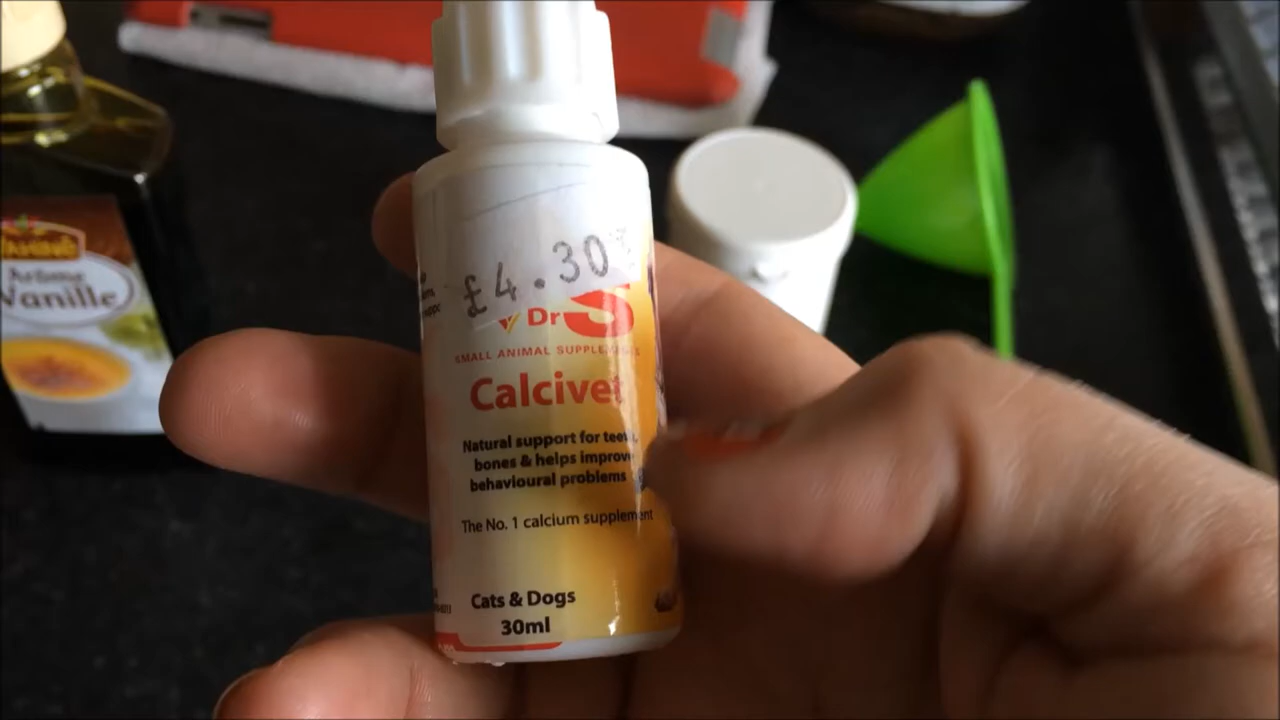 Arôme
Vanille
£4.30
Dr S
SMALL ANIMAL SUPPLEMENTS
Calcivet
Natural support for teeth,
bones & helps improve
behavioural problems
The No. 1 calcium supplement
Cats & Dogs
30ml